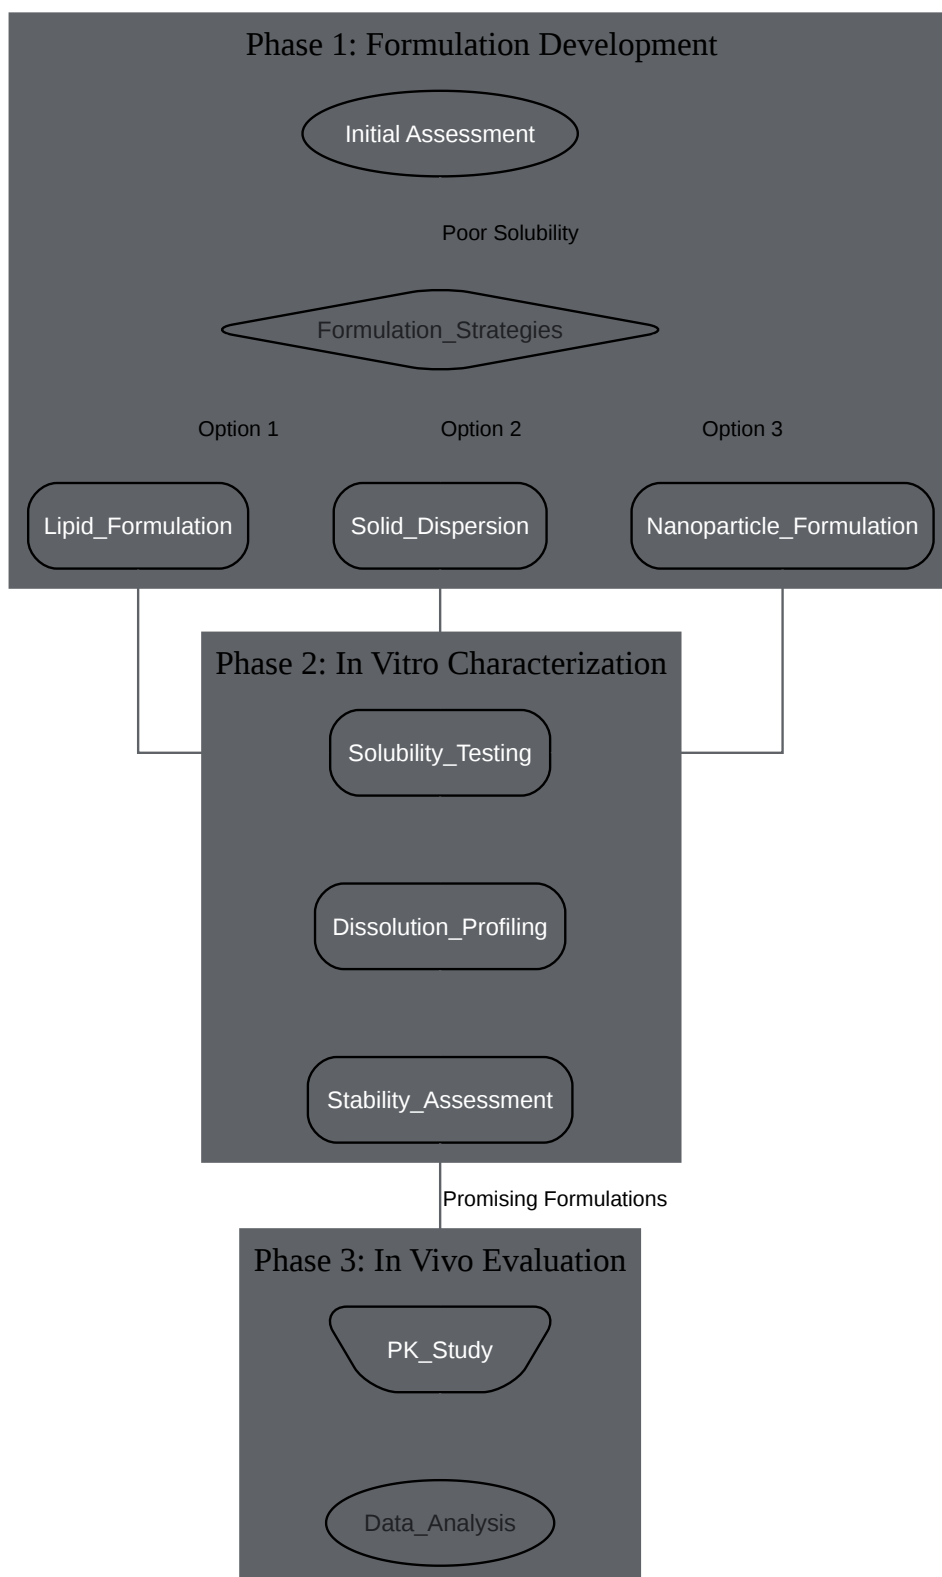 Phase 1: Formulation Development
Initial Assessment
Poor Solubility
Formulation_Strategies
Option 1
Option 2
Option 3
Lipid_Formulation
Solid_Dispersion
Nanoparticle_Formulation
Phase 2: In Vitro Characterization
Solubility_Testing
Dissolution_Profiling
Stability_Assessment
Promising Formulations
Phase 3: In Vivo Evaluation
PK_Study
Data_Analysis